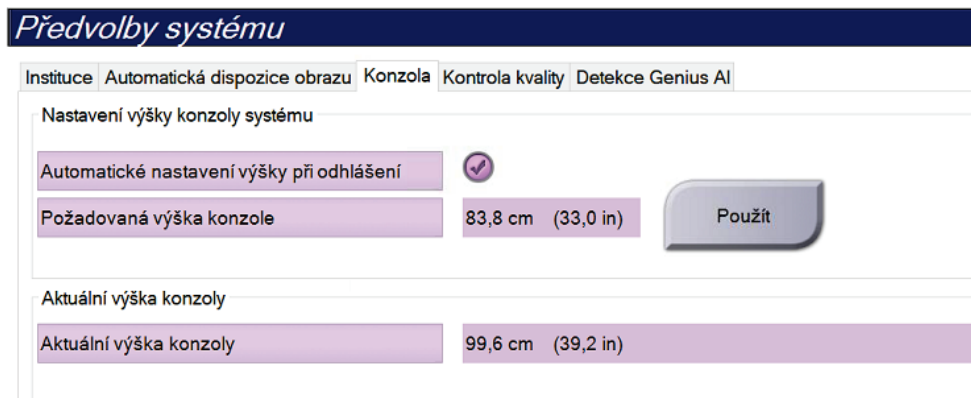 Předvolby systému
Instituce Automatická dispozice obrazu Konzola Kontrola kvality Detekce Genius AI
Nastavení výšky konzoly systému
Automatické nastavení výšky při odhlášení
Požadovaná výška konzole 83,8 cm (33,0 in) Použít
Aktuální výška konzoly
Aktuální výška konzoly 99,6 cm (39,2 in)